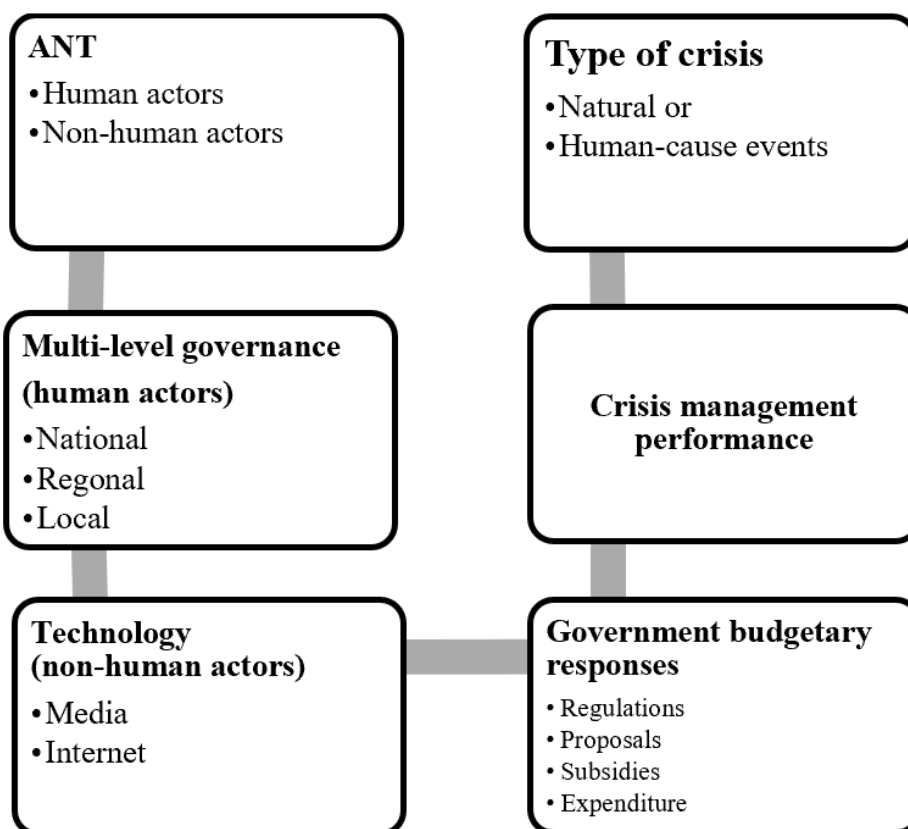 ANT
•Human actors
•Non-human actors
Multi-level governance
(human actors)
•National
•Regonal
•Local
Technology
(non-human actors)
•Media
•Internet
Type of crisis
•Natural or
•Human-cause events
Crisis management
performance
Government budgetary
responses
• Regulations
• Proposals
• Subsidies
• Expenditure